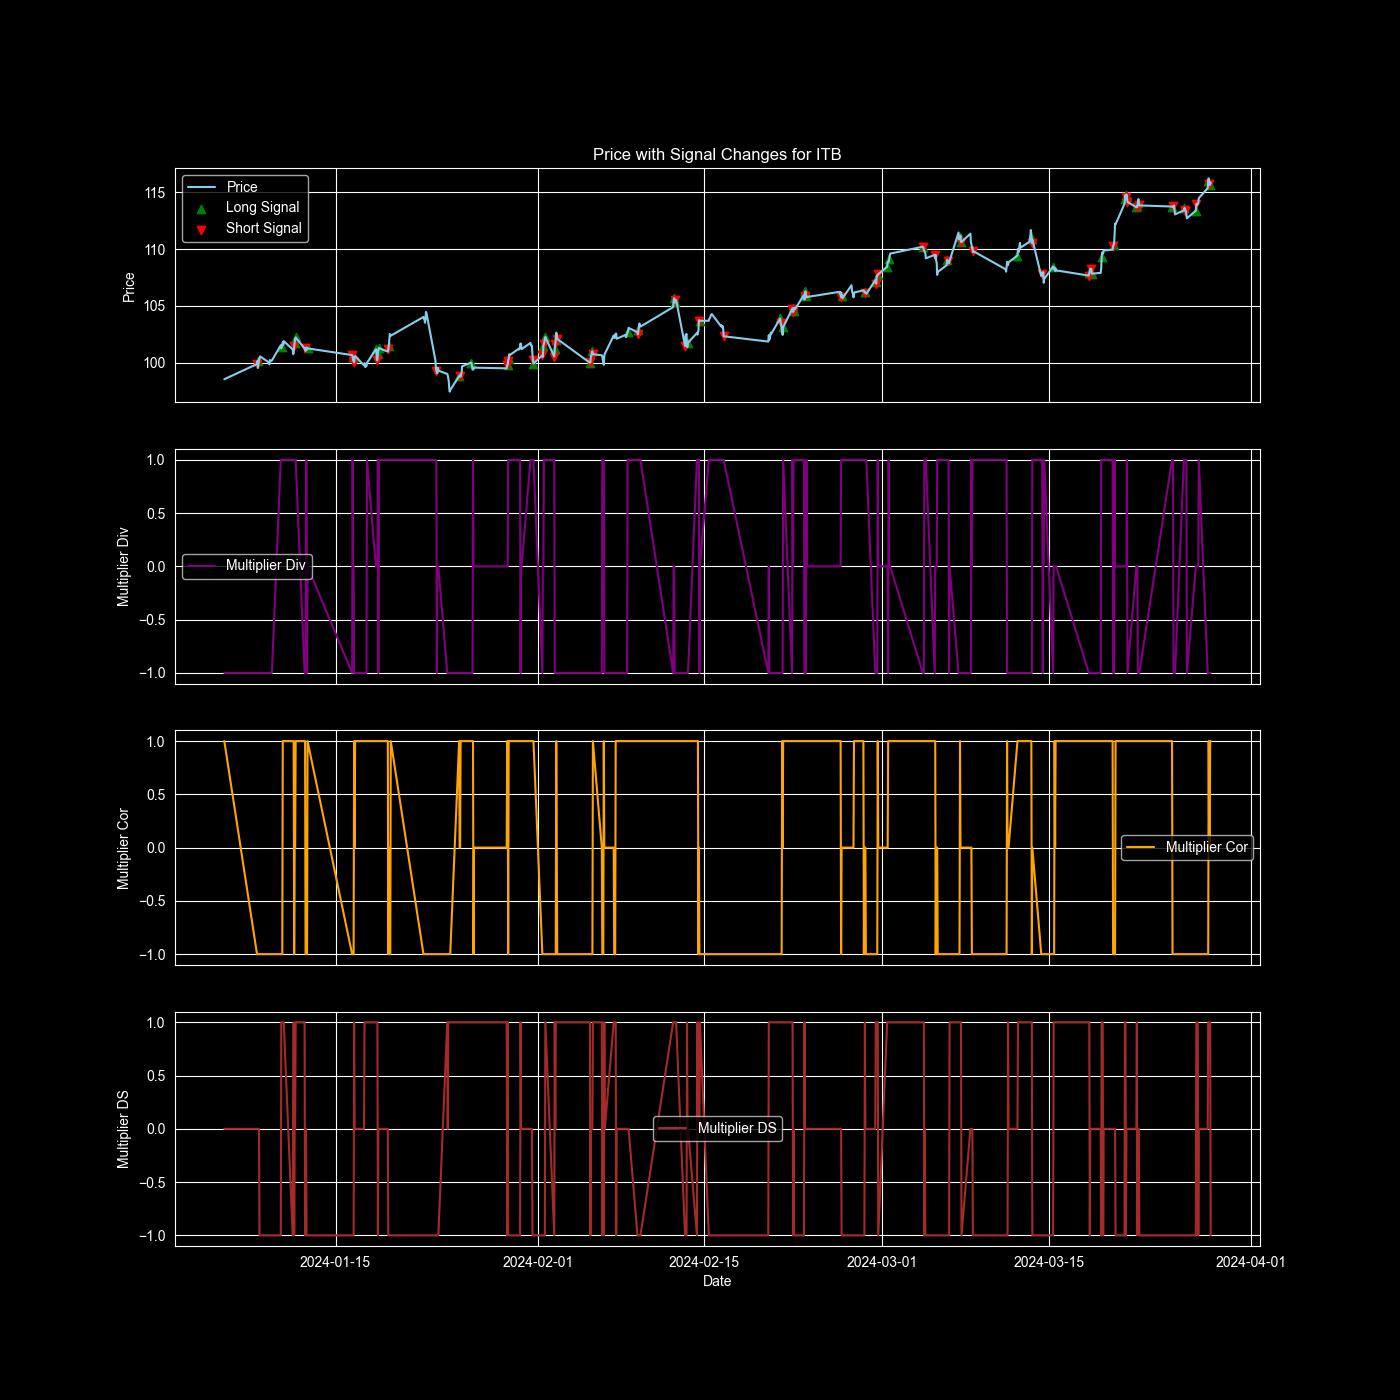 Price with Signal Changes for ITB
Price
115
110
105
100
Price
Long Signal
Short Signal
Multiplier Div
1.0
0.5
0.0
−0.5
−1.0
Multiplier Div
Multiplier Cor
1.0
0.5
0.0
−0.5
−1.0
Multiplier Cor
Multiplier DS
1.0
0.5
0.0
−0.5
−1.0
Multiplier DS
2024-01-15 2024-02-01 2024-02-15 2024-03-01 2024-03-15 2024-04-01
Date